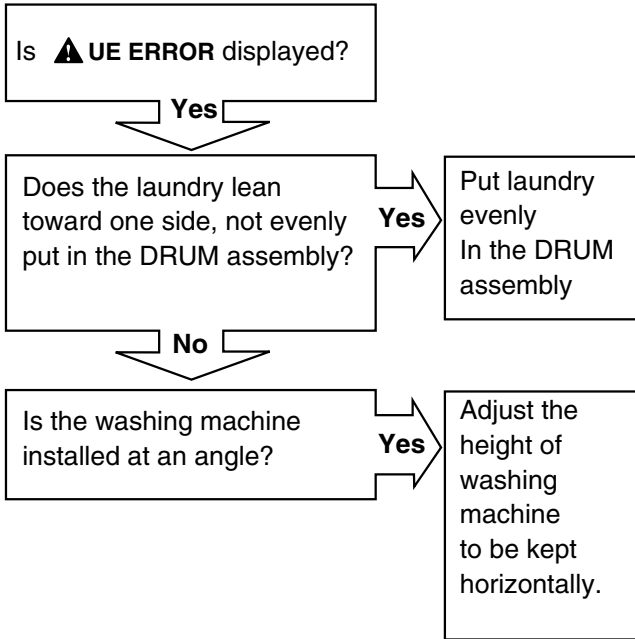 Is ⚠ UE ERROR displayed?
Yes
Does the laundry lean
toward one side, not evenly
put in the DRUM assembly?
Yes
Put laundry
evenly
In the DRUM
assembly
No
Is the washing machine
installed at an angle?
Yes
Adjust the
height of
washing
machine
to be kept
horizontally.